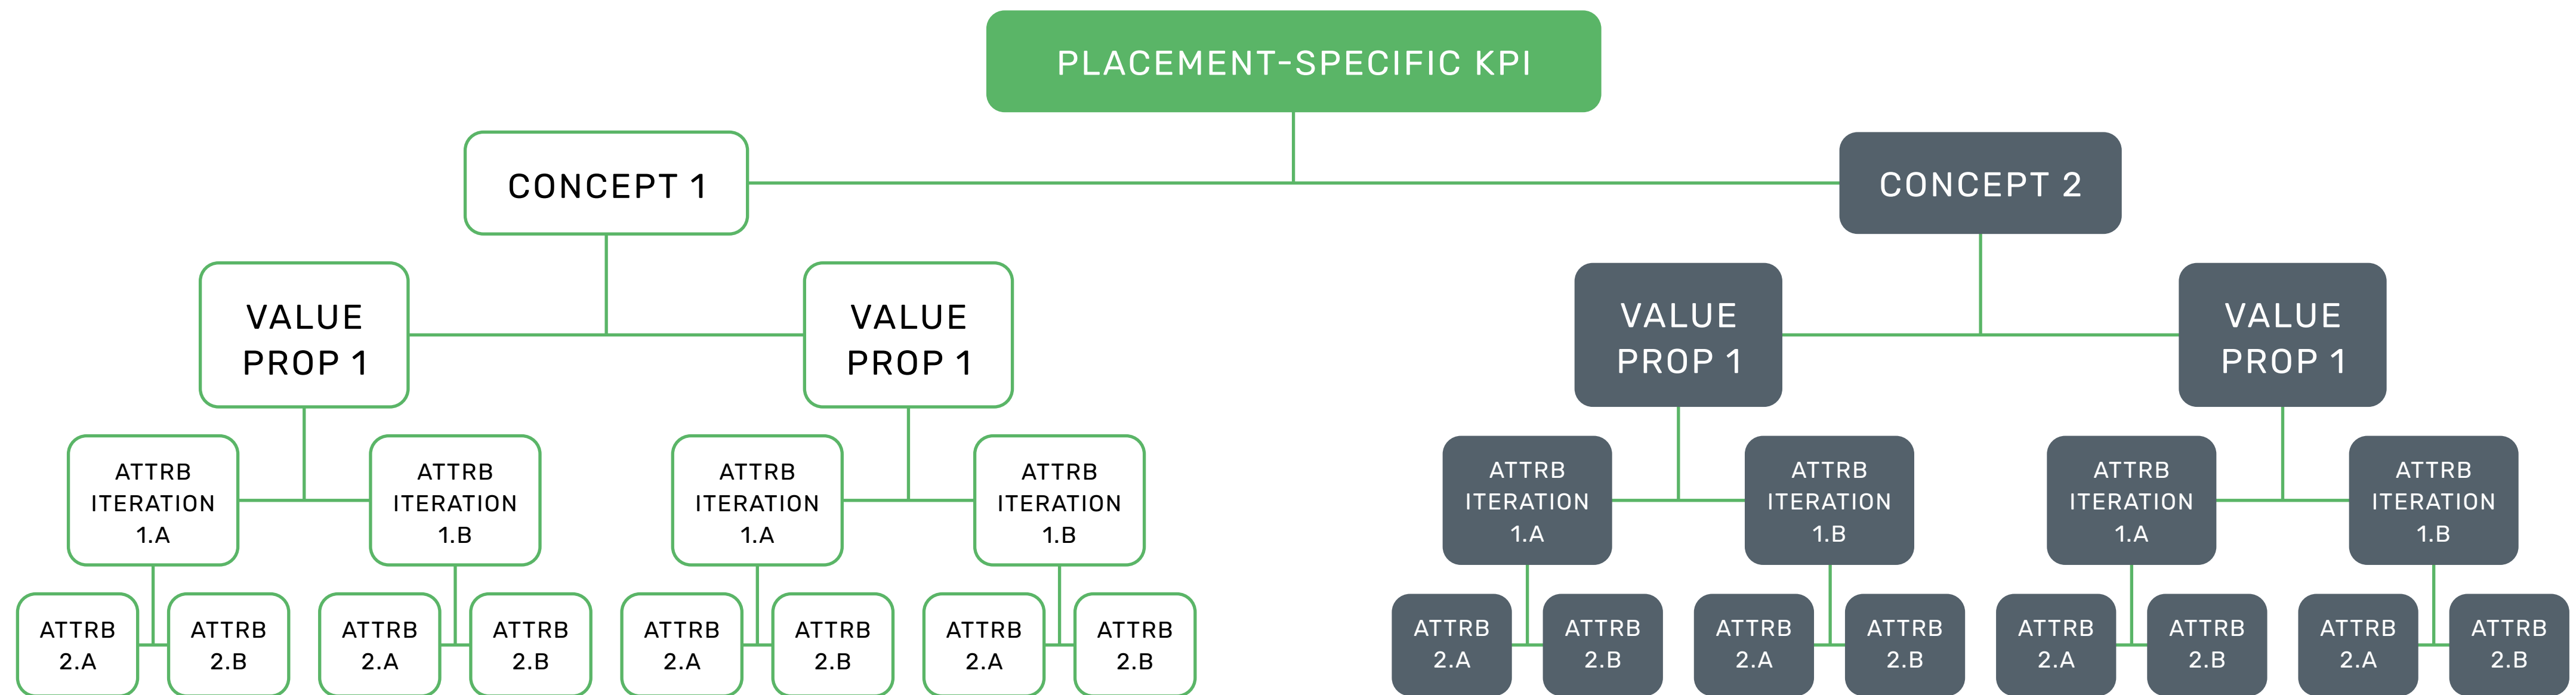 PLACEMENT-SPECIFIC KPI
CONCEPT 1
CONCEPT 2
VALUE
PROP 1
VALUE
PROP 1
VALUE
PROP 1
VALUE
PROP 1
ATTRB
ITERATION
1.A
ATTRB
ITERATION
1.B
ATTRB
ITERATION
1.A
ATTRB
ITERATION
1.B
ATTRB
ITERATION
1.A
ATTRB
ITERATION
1.B
ATTRB
ITERATION
1.A
ATTRB
ITERATION
1.B
ATTRB
2.A
ATTRB
2.B
ATTRB
2.A
ATTRB
2.B
ATTRB
2.A
ATTRB
2.B
ATTRB
2.A
ATTRB
2.B
ATTRB
2.A
ATTRB
2.B
ATTRB
2.A
ATTRB
2.B
ATTRB
2.A
ATTRB
2.B
ATTRB
2.A
ATTRB
2.B